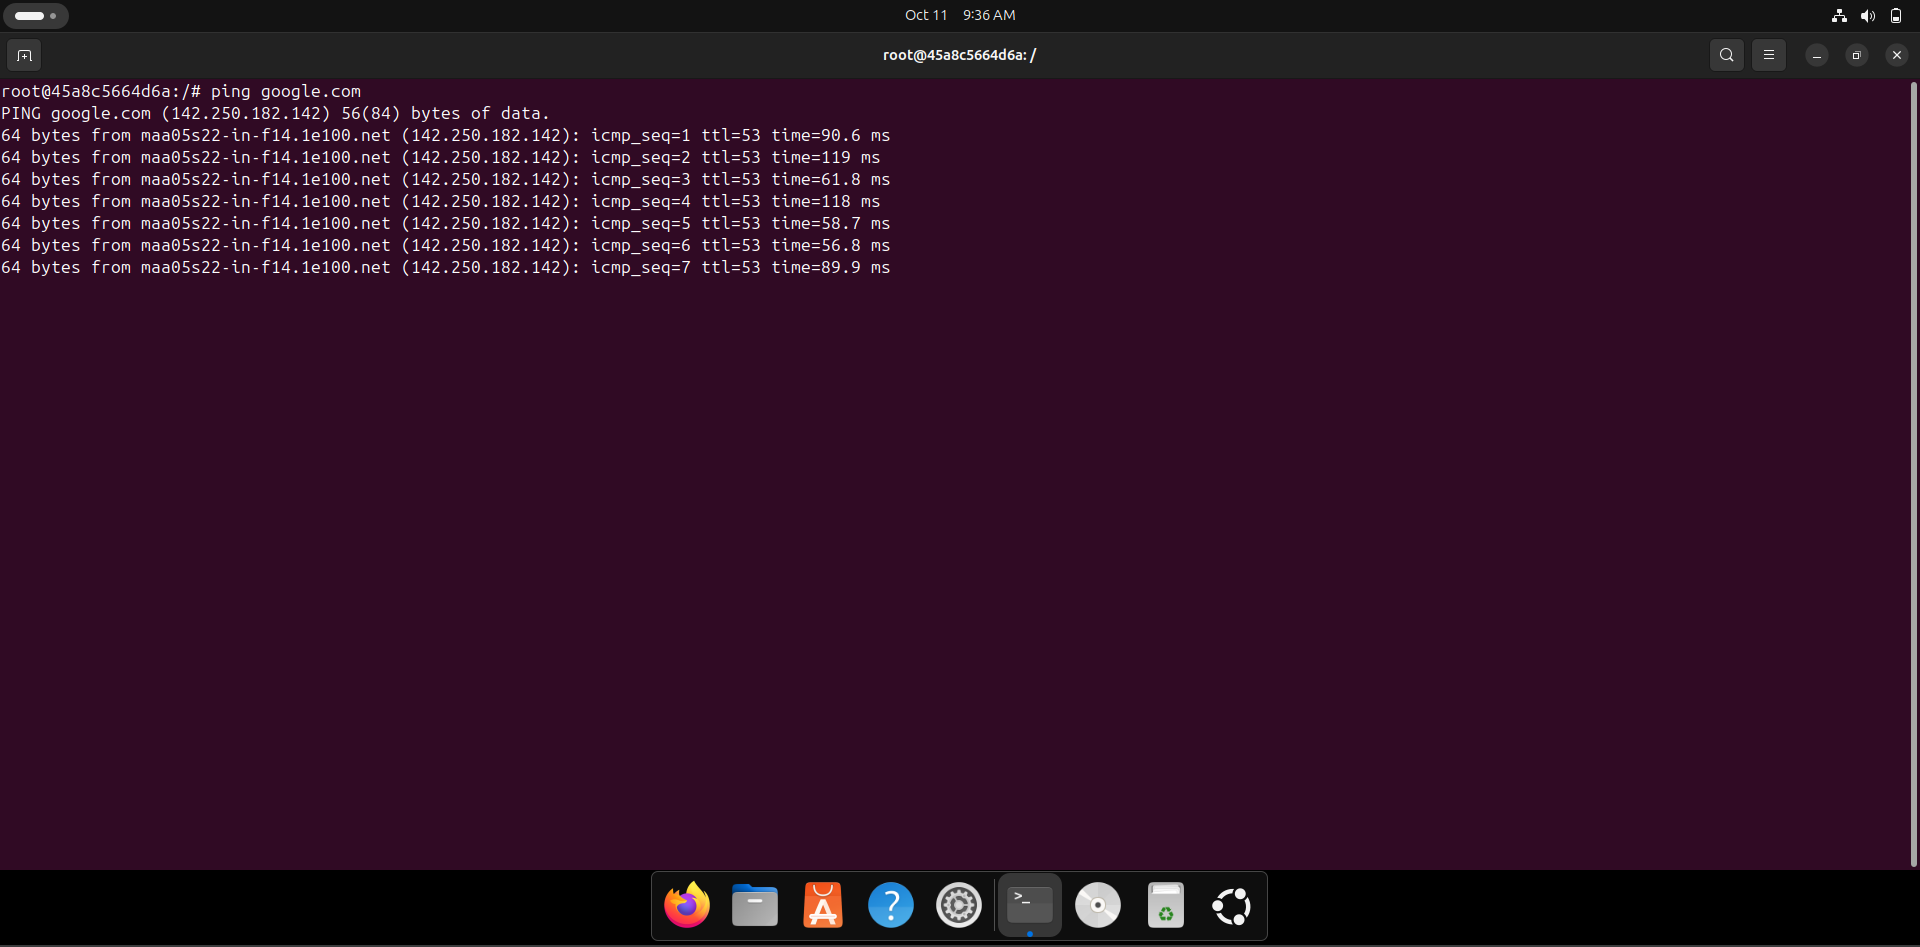 Oct 11 9:36 AM
root@45a8c5664d6a: /
root@45a8c5664d6a:/# ping google.com
PING google.com (142.250.182.142) 56(84) bytes of data.
64 bytes from maa05s22-in-f14.1e100.net (142.250.182.142): icmp_seq=1 ttl=53 time=90.6 ms
64 bytes from maa05s22-in-f14.1e100.net (142.250.182.142): icmp_seq=2 ttl=53 time=119 ms
64 bytes from maa05s22-in-f14.1e100.net (142.250.182.142): icmp_seq=3 ttl=53 time=61.8 ms
64 bytes from maa05s22-in-f14.1e100.net (142.250.182.142): icmp_seq=4 ttl=53 time=118 ms
64 bytes from maa05s22-in-f14.1e100.net (142.250.182.142): icmp_seq=5 ttl=53 time=58.7 ms
64 bytes from maa05s22-in-f14.1e100.net (142.250.182.142): icmp_seq=6 ttl=53 time=56.8 ms
64 bytes from maa05s22-in-f14.1e100.net (142.250.182.142): icmp_seq=7 ttl=53 time=89.9 ms